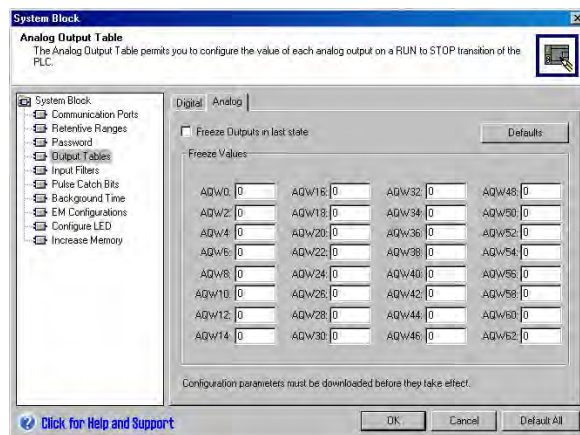 System Block
Analog Output Table
The Analog Output Table permits you to configure the value of each analog output on a RUN to STOP transition of the
PLC.
System Block
Communication Ports
Retentive Ranges
Password
Output Tables
Input Filters
Pulse Catch Bits
Background Time
EM Configurations
Configure LED
Increase Memory
Digital Analog
Freeze Outputs in last state
Defaults
Freeze Values
AQW0: 0 AQW16: 0 AQW32: 0 AQW48: 0
AQW2: 0 AQW18: 0 AQW34: 0 AQW50: 0
AQW4: 0 AQW20: 0 AQW36: 0 AQW52: 0
AQW6: 0 AQW22: 0 AQW38: 0 AQW54: 0
AQW8: 0 AQW24: 0 AQW40: 0 AQW56: 0
AQW10: 0 AQW26: 0 AQW42: 0 AQW58: 0
AQW12: 0 AQW28: 0 AQW44: 0 AQW60: 0
AQW14: 0 AQW30: 0 AQW46: 0 AQW62: 0
Configuration parameters must be downloaded before they take effect.
Click for Help and Support
OK Cancel Default All